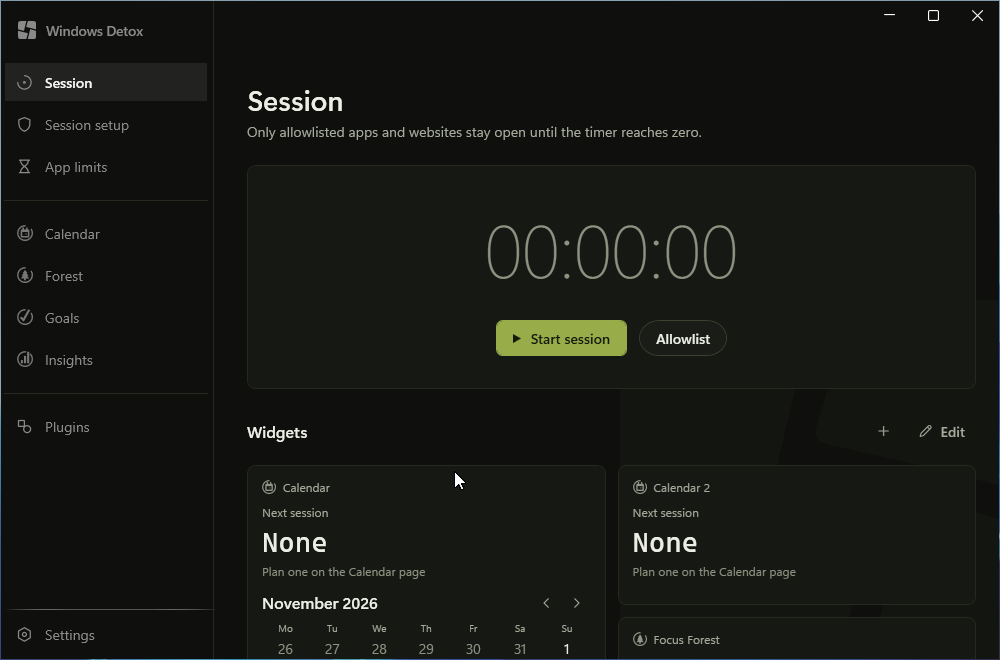 Windows Detox
Session
Session setup
App limits
Calendar
Forest
Goals
Insights
Plugins
Settings
Session
Only allowlisted apps and websites stay open until the timer reaches zero.
00:00:00
Start session
Allowlist
Widgets
Edit
Calendar
Next session
None
Plan one on the Calendar page
November 2026
Mo Tu We Th Fr Sa Su
26 27 28 29 30 31 1
Calendar 2
Next session
None
Plan one on the Calendar page
Focus Forest